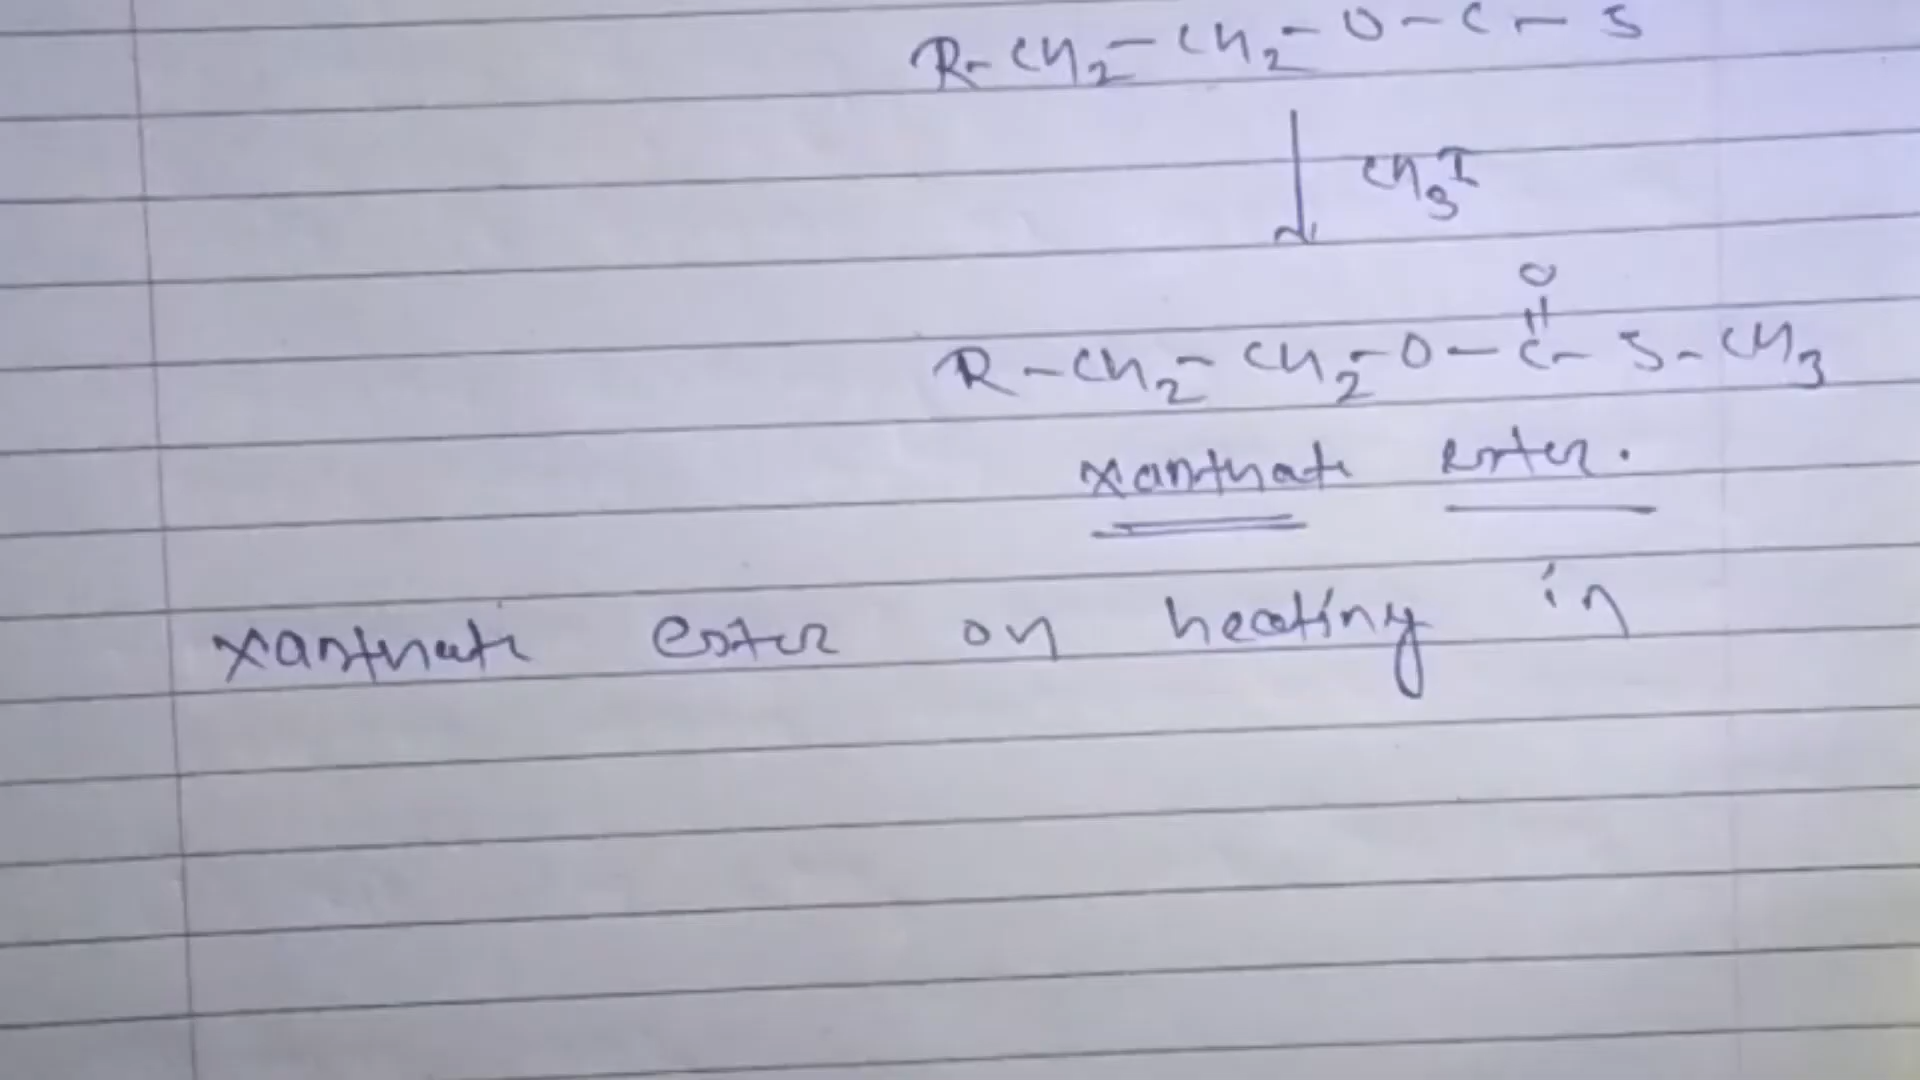 R-CH2-CH2-O-C-S
CH3I
O
||
R-CH2-CH2-O-C-S-CH3
xanthate ester.
xanthate ester on heating in